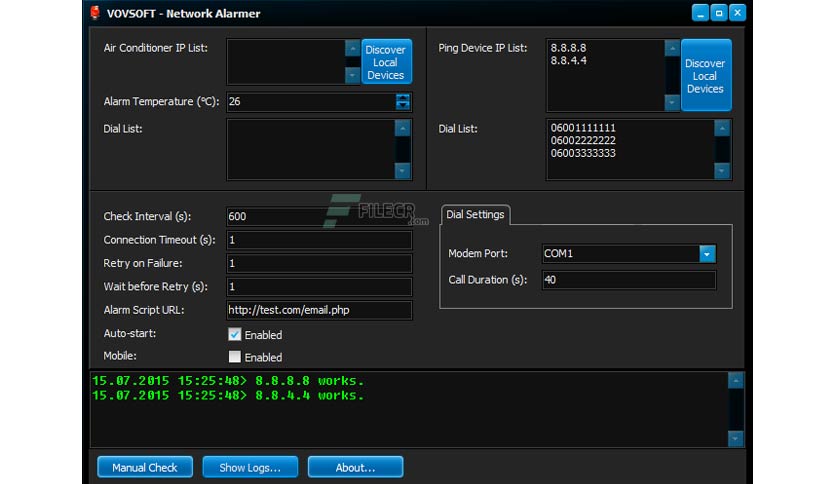 VOVSOFT - Network Alarmer
Air Conditioner IP List:
Discover
Local
Devices
Alarm Temperature (ºC):
26
Dial List:
Ping Device IP List:
8.8.8.8
8.8.4.4
Discover
Local
Devices
Dial List:
06001111111
06002222222
06003333333
Check Interval (s):
600
Connection Timeout (s):
1
Retry on Failure:
1
Wait before Retry (s):
1
Alarm Script URL:
http://test.com/email.php
Auto-start:
Enabled
Mobile:
Enabled
FILECR
.com
Dial Settings
Modem Port:
COM1
Call Duration (s):
40
15.07.2015 15:25:48> 8.8.8.8 works.
15.07.2015 15:25:48> 8.8.4.4 works.
Manual Check
Show Logs...
About...